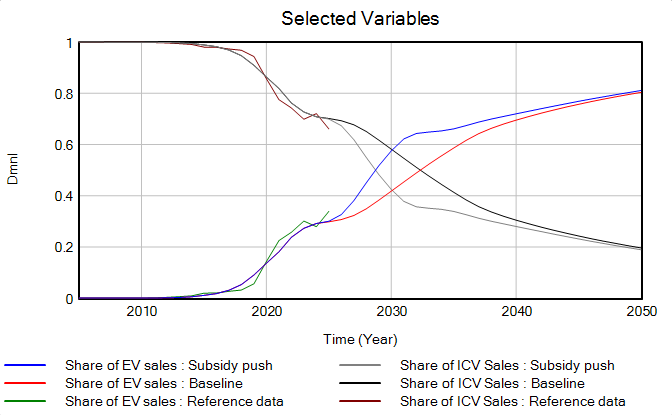 Selected Variables
1
0.8
0.6
0.4
0.2
0
Dmnl
2010 2020 2030 2040 2050
Time (Year)
Share of EV sales : Subsidy push
Share of EV sales : Baseline
Share of EV sales : Reference data
Share of ICV Sales : Subsidy push
Share of ICV Sales : Baseline
Share of ICV Sales : Reference data